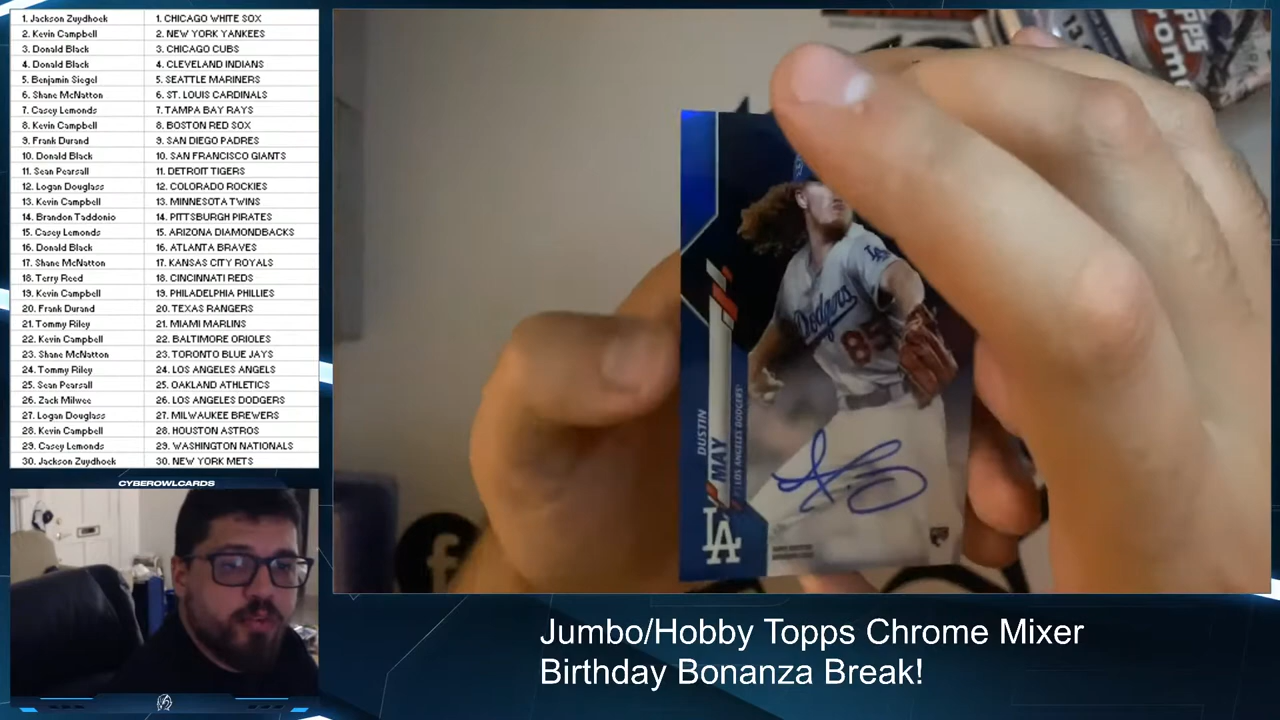 1. Jackson Zuydhoek 1. CHICAGO WHITE SOX
2. Kevin Campbell 2. NEW YORK YANKEES
3. Donald Black 3. CHICAGO CUBS
4. Donald Black 4. CLEVELAND INDIANS
5. Benjamin Siegel 5. SEATTLE MARINERS
6. Shane McNatton 6. ST. LOUIS CARDINALS
7. Casey Lemonds 7. TAMPA BAY RAYS
8. Kevin Campbell 8. BOSTON RED SOX
9. Frank Durand 9. SAN DIEGO PADRES
10. Donald Black 10. SAN FRANCISCO GIANTS
11. Sean Pearsall 11. DETROIT TIGERS
12. Logan Douglass 12. COLORADO ROCKIES
13. Kevin Campbell 13. MINNESOTA TWINS
14. Brandon Taddonio 14. PITTSBURGH PIRATES
15. Casey Lemonds 15. ARIZONA DIAMONDBACKS
16. Donald Black 16. ATLANTA BRAVES
17. Shane McNatton 17. KANSAS CITY ROYALS
18. Terry Reed 18. CINCINNATI REDS
19. Kevin Campbell 19. PHILADELPHIA PHILLIES
20. Frank Durand 20. TEXAS RANGERS
21. Tommy Riley 21. MIAMI MARLINS
22. Kevin Campbell 22. BALTIMORE ORIOLES
23. Shane McNatton 23. TORONTO BLUE JAYS
24. Tommy Riley 24. LOS ANGELES ANGELS
25. Sean Pearsall 25. OAKLAND ATHLETICS
26. Zack Milwee 26. LOS ANGELES DODGERS
27. Logan Douglass 27. MILWAUKEE BREWERS
28. Kevin Campbell 28. HOUSTON ASTROS
29. Casey Lemonds 29. WASHINGTON NATIONALS
30. Jackson Zuydhoek 30. NEW YORK METS
CYBEROWLCARDS
LA
Dodgers
85
DUSTIN
MAY
LOS ANGELES DODGERS
LA
Jumbo/Hobby Topps Chrome Mixer
Birthday Bonanza Break!